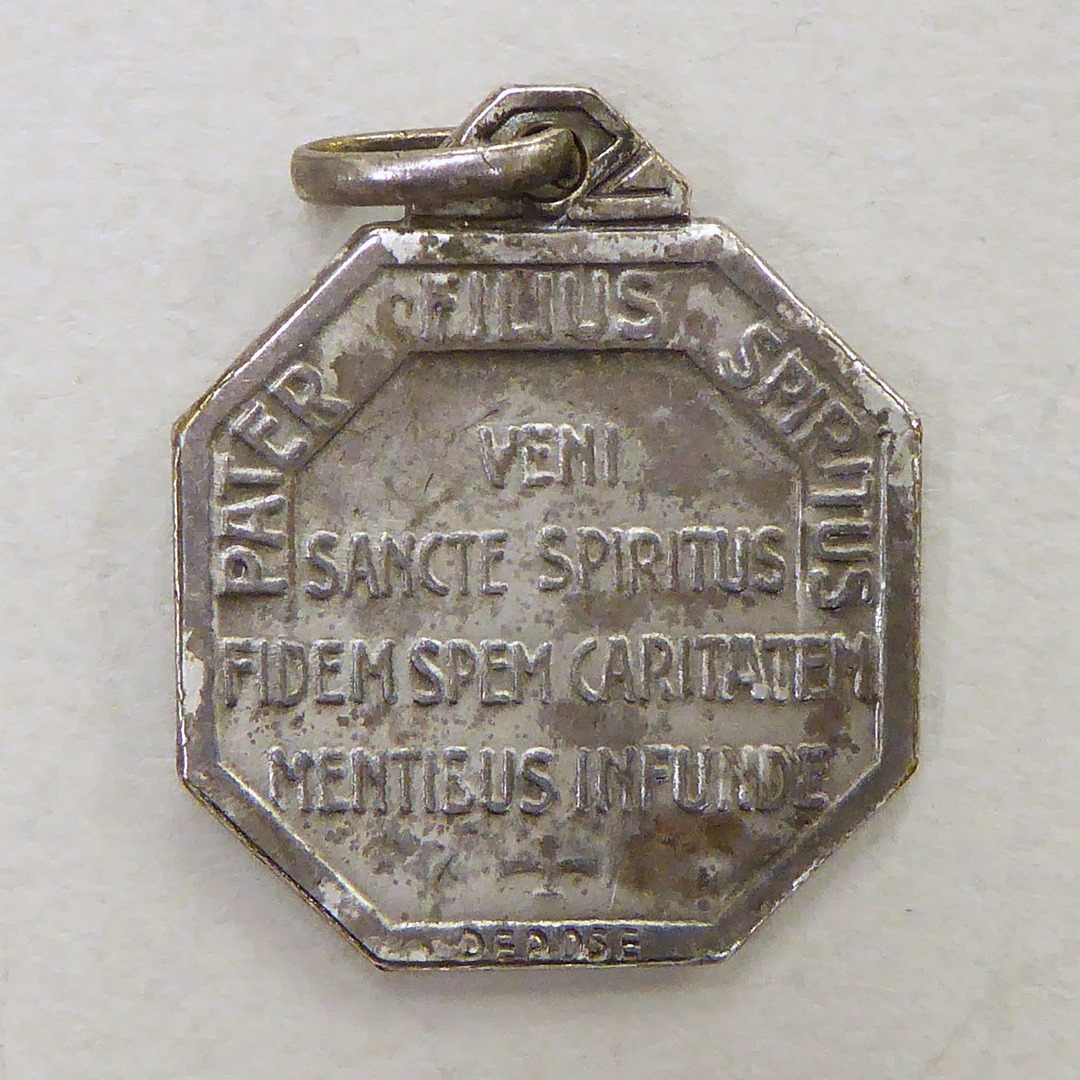 PATER FILIUS SPIRITUS
VENI
SANCTE SPIRITUS
FIDEM SPEM CARITATEM
MENTIBUS INFUNDE
DEPOSE